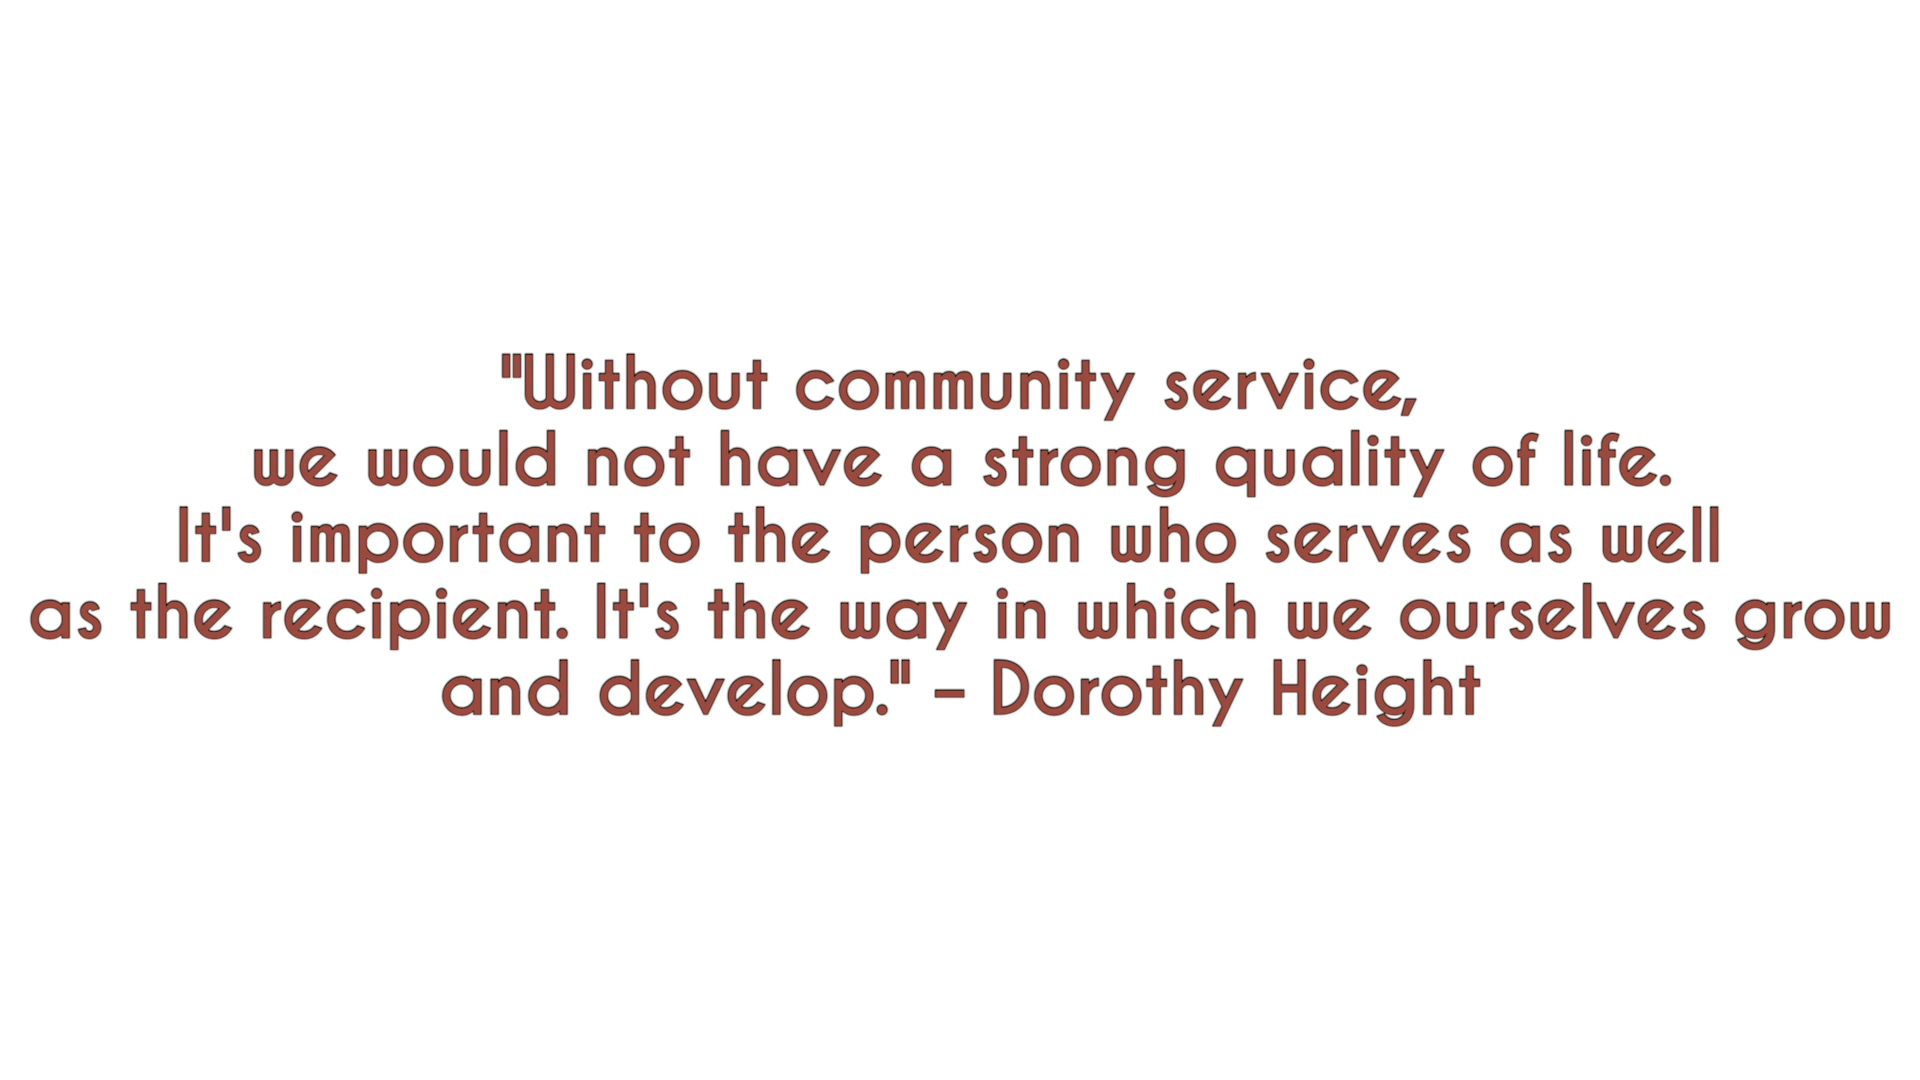 "Without community service,
we would not have a strong quality of life.
It's important to the person who serves as well
as the recipient. It's the way in which we ourselves grow
and develop." – Dorothy Height